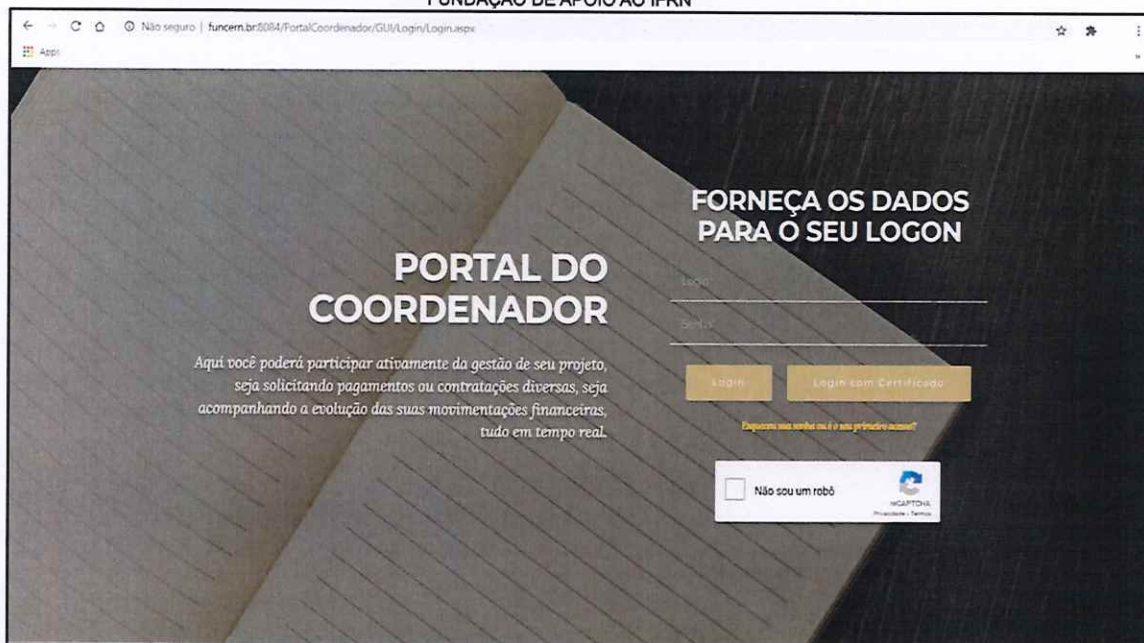 FUNDAÇÃO DE APOIO AO IFRN
Não seguro | funcern.br:8084/PortalCoordenador/GUI/Login/Login.aspx
Apps
PORTAL DO
COORDENADOR
Aqui você poderá participar ativamente da gestão de seu projeto,
seja solicitando pagamentos ou contratações diversas, seja
acompanhando a evolução das suas movimentações financeiras,
tudo em tempo real.
FORNEÇA OS DADOS
PARA O SEU LOGON
Login
Senha
Login
Login com Certificado
Esqueceu sua senha ou é o seu primeiro acesso?
Não sou um robô
reCAPTCHA
Privacidade - Termos